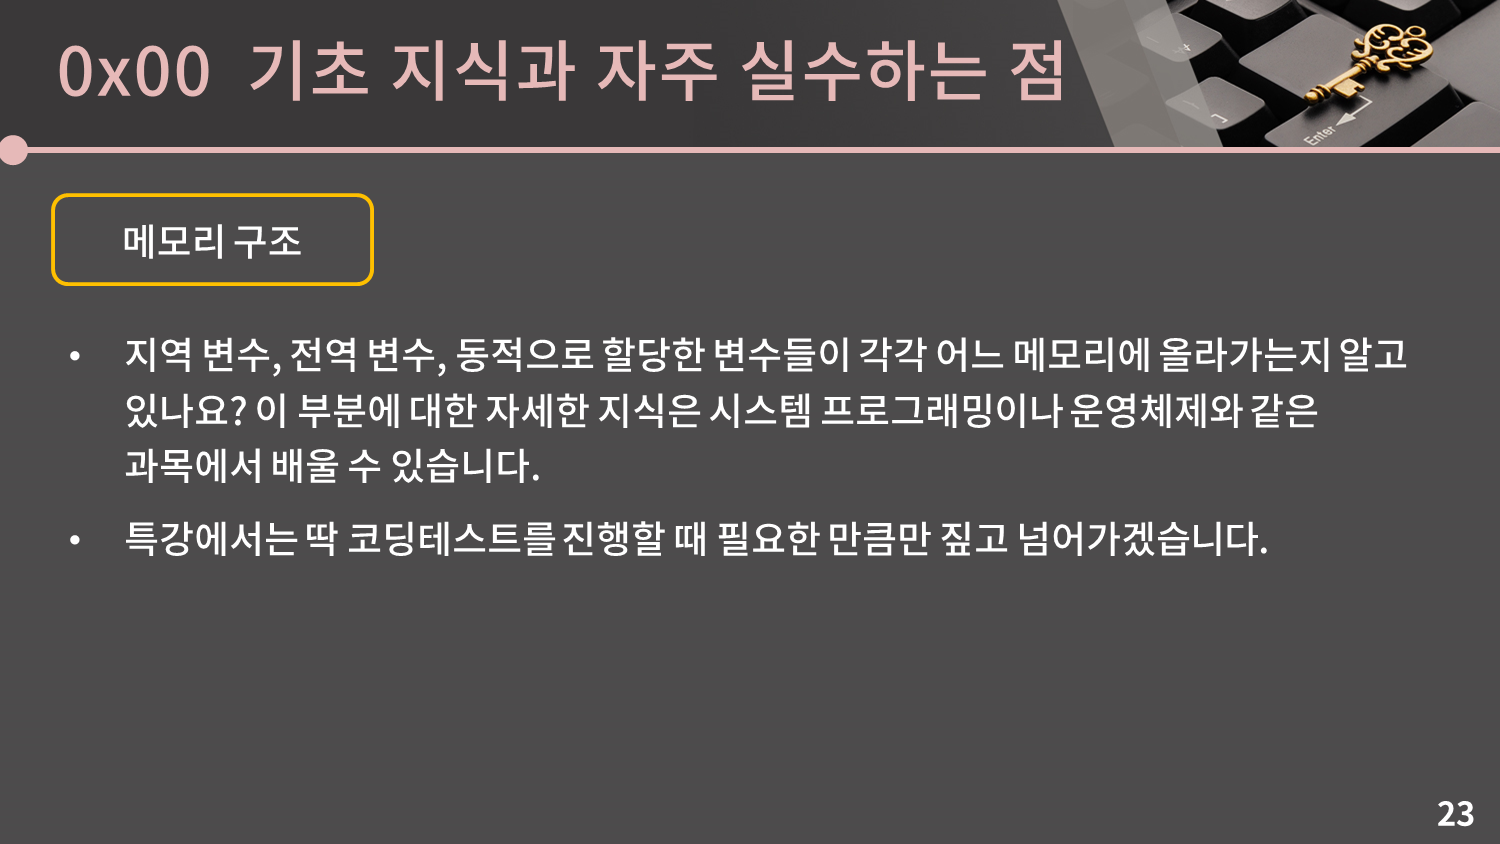 0x00 기초 지식과 자주 실수하는 점
Enter
메모리 구조
• 지역 변수, 전역 변수, 동적으로 할당한 변수들이 각각 어느 메모리에 올라가는지 알고
있나요? 이 부분에 대한 자세한 지식은 시스템 프로그래밍이나 운영체제와 같은
과목에서 배울 수 있습니다.
• 특강에서는 딱 코딩테스트를 진행할 때 필요한 만큼만 짚고 넘어가겠습니다.
23